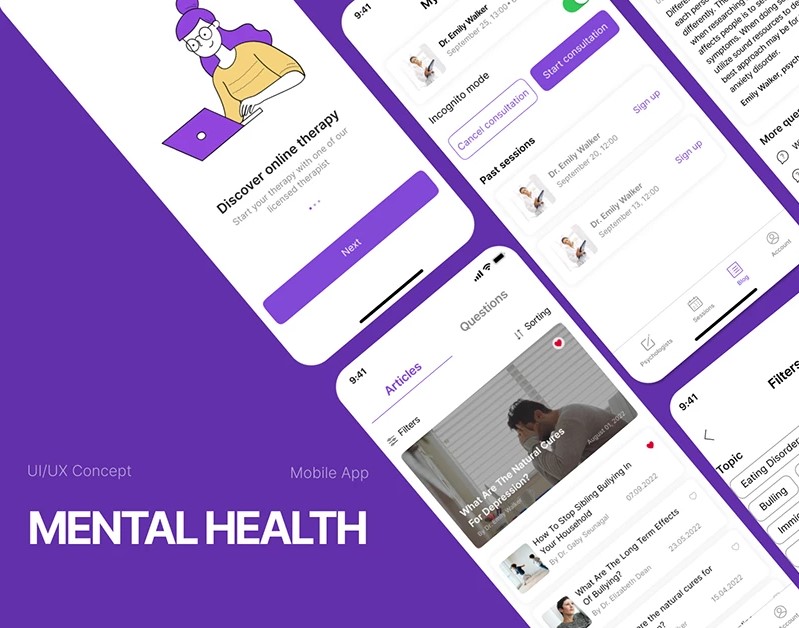 Discover online therapy
Start your therapy with one of our
licensed therapist
Next
9:41
Dr. Emily Walker
September 25, 13:00
Incognito mode
Cancel consultation
Start consultation
Past sessions
Dr. Emily Walker
September 20, 12:00
Sign up
Dr. Emily Walker
September 13, 12:00
Sign up
Psychologists
Sessions
Blog
Account
each person
differently.
when researching
affects people is to
symptoms. When doing
utilize sound resources to
best approach may be for
anxiety disorder.
Emily Walker,
More
9:41
Articles
Questions
Filters
Sorting
What Are The Natural Cures
For Depression?
By Dr. Emily Walker
August 01, 2022
How To Stop Sibling Bullying In
Your Household
By Dr. Gaby Seunagal
07.09.2022
What Are The Long Term Effects
Of Bullying?
By Dr. Elizabeth Dean
23.05.2022
are the natural cures for
15.04.2022
9:41
Filters
Topic
Eating
Bulling
Account
UI/UX Concept
Mobile App
MENTAL HEALTH